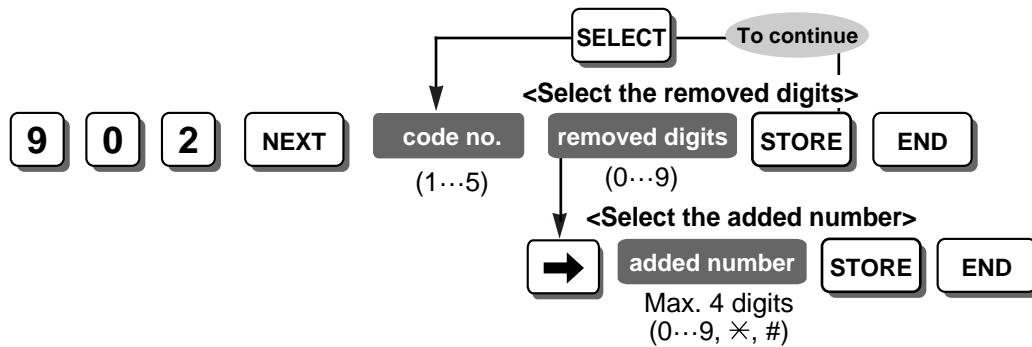 SELECT To continue
<Select the removed digits>
9 0 2 NEXT code no. removed digits STORE END
(1···5) (0···9)
<Select the added number>
➡ added number STORE END
Max. 4 digits
(0···9, ✳, #)